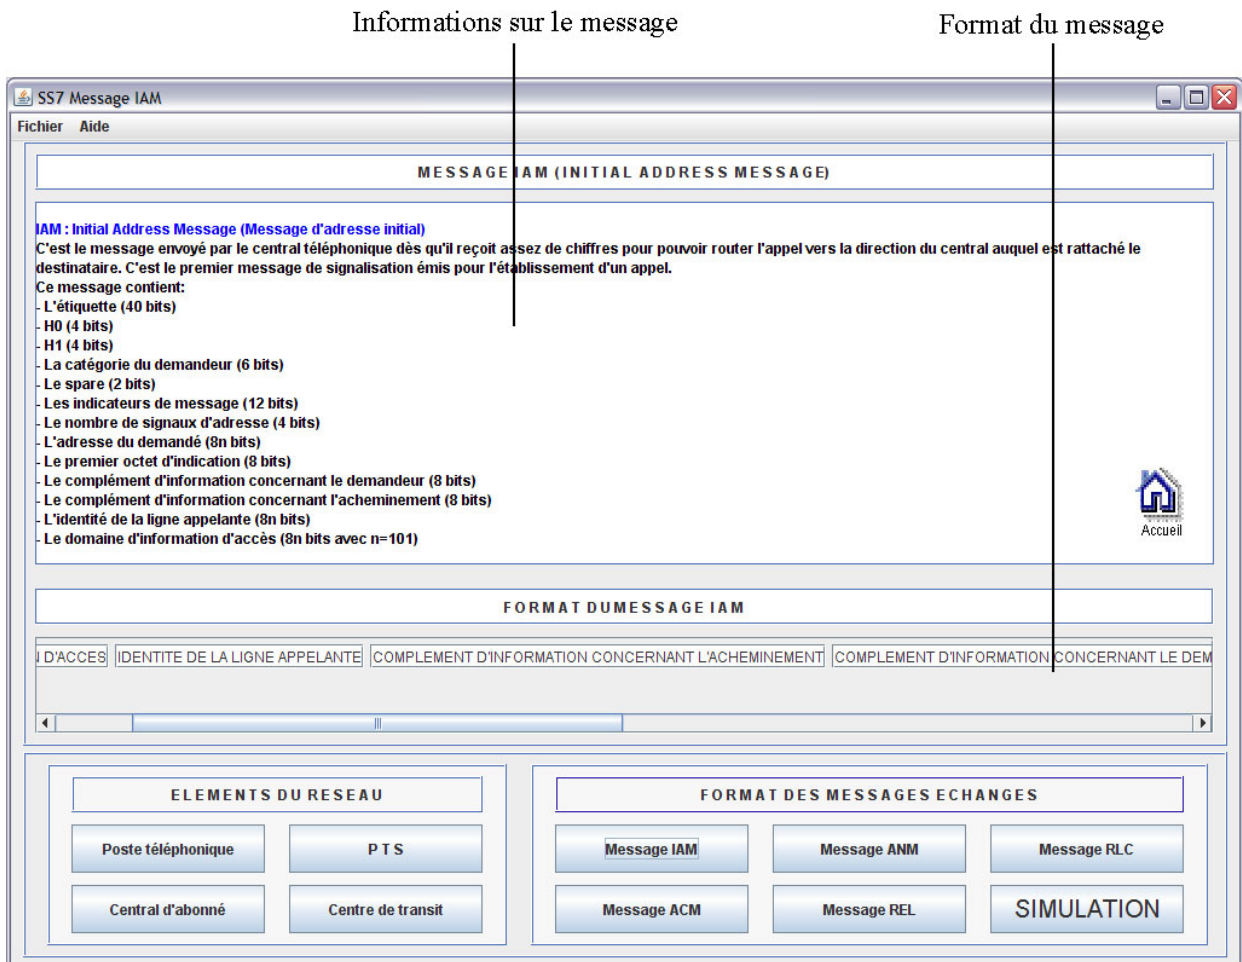 Informations sur le message
Format du message
SS7 Message IAM
Fichier Aide
MESSAGE IAM (INITIAL ADDRESS MESSAGE)
IAM : Initial Address Message (Message d'adresse initial)
C'est le message envoyé par le central téléphonique dès qu'il reçoit assez de chiffres pour pouvoir router l'appel vers la direction du central auquel est rattaché le
destinataire. C'est le premier message de signalisation émis pour l'établissement d'un appel.
Ce message contient:
- L'étiquette (40 bits)
- H0 (4 bits)
- H1 (4 bits)
- La catégorie du demandeur (6 bits)
- Le spare (2 bits)
- Les indicateurs de message (12 bits)
- Le nombre de signaux d'adresse (4 bits)
- L'adresse du demandé (8n bits)
- Le premier octet d'indication (8 bits)
- Le complément d'information concernant le demandeur (8 bits)
- Le complément d'information concernant l'acheminement (8 bits)
- L'identité de la ligne appelante (8n bits)
- Le domaine d'information d'accès (8n bits avec n=101)
Accueil
FORMAT DUMESSAGE IAM
N D'ACCES IDENTITE DE LA LIGNE APPELANTE COMPLEMENT D'INFORMATION CONCERNANT L'ACHEMINEMENT COMPLEMENT D'INFORMATION CONCERNANT LE DEM
ELEMENTS DU RESEAU
FORMAT DES MESSAGES ECHANGES
Poste téléphonique
P T S
Message IAM
Message ANM
Message RLC
Central d'abonné
Centre de transit
Message ACM
Message REL
SIMULATION